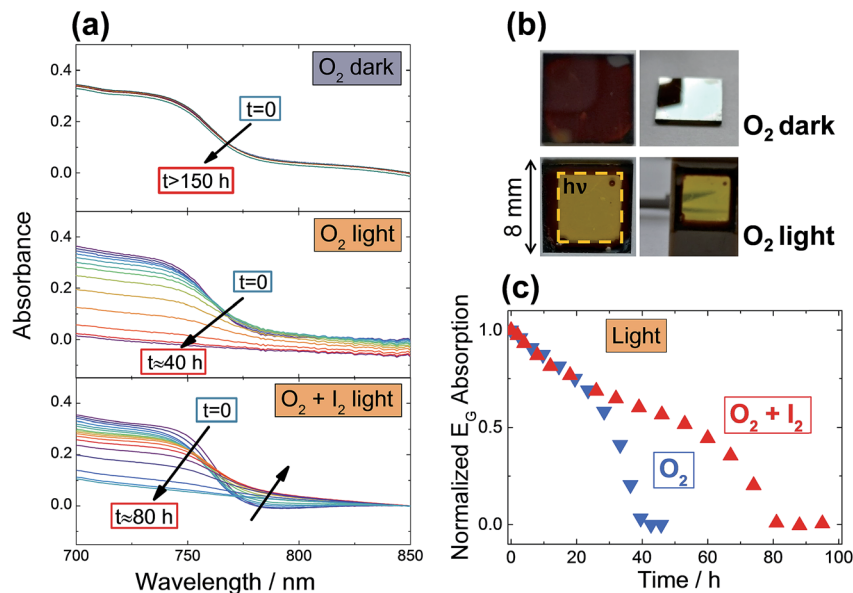 (a)
O₂ dark
0.4
0.2
0.0
t=0
t>150 h
O₂ light
0.4
0.2
0.0
t=0
t≈40 h
O₂ + I₂ light
0.4
0.2
0.0
t=0
t≈80 h
Absorbance
700 750 800 850
Wavelength / nm
(b)
O₂ dark
hν
8 mm
O₂ light
(c)
Light
1.0
0.5
0.0
O₂ + I₂
O₂
Normalized E_G Absorption
0 20 40 60 80 100
Time / h